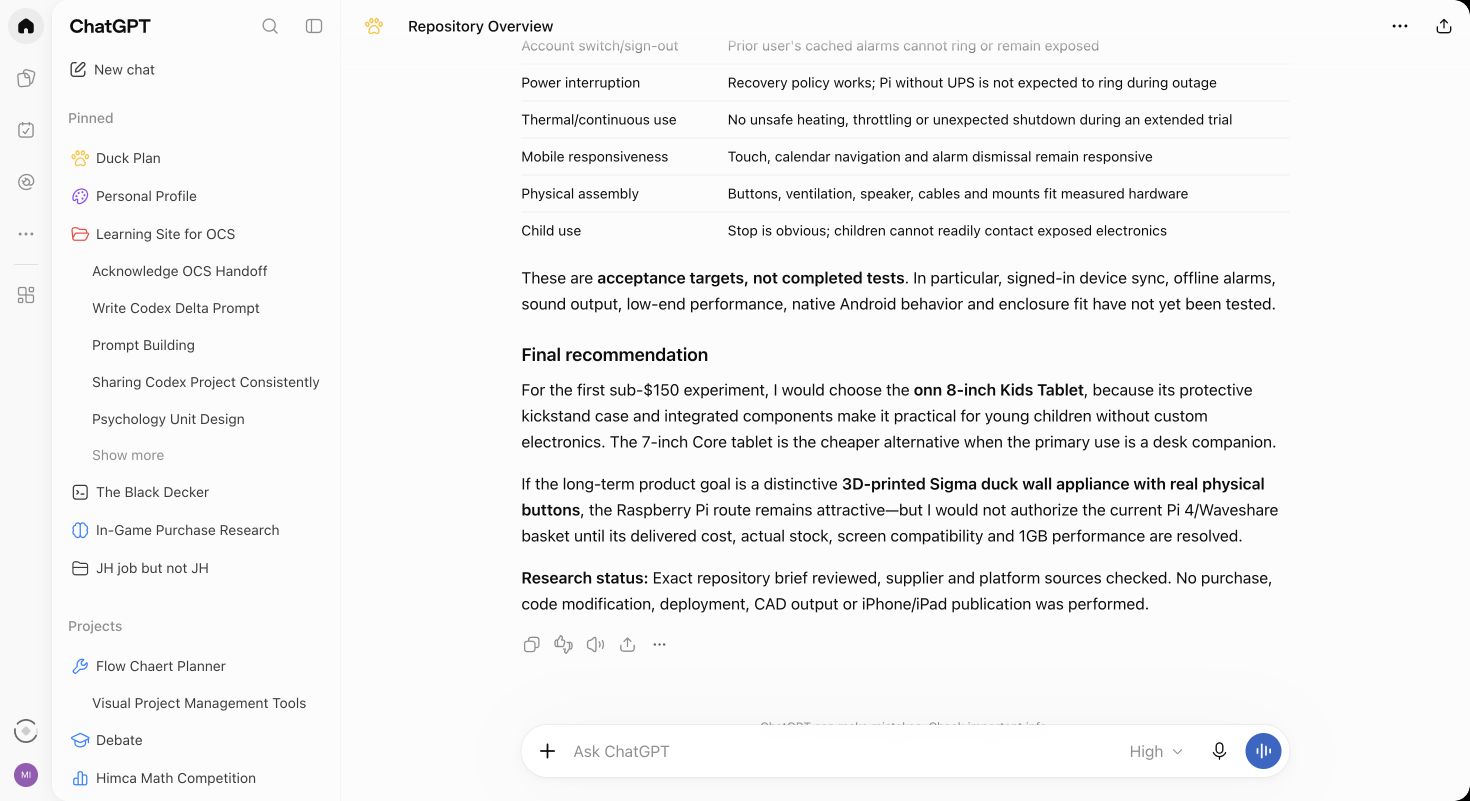 ChatGPT
New chat
Pinned
Duck Plan
Personal Profile
Learning Site for OCS
Acknowledge OCS Handoff
Write Codex Delta Prompt
Prompt Building
Sharing Codex Project Consistently
Psychology Unit Design
Show more
The Black Decker
In-Game Purchase Research
JH job but not JH
Projects
Flow Chaert Planner
Visual Project Management Tools
Debate
Himca Math Competition
MI
Repository Overview
Account switch/sign-out Prior user's cached alarms cannot ring or remain exposed
Power interruption Recovery policy works; Pi without UPS is not expected to ring during outage
Thermal/continuous use No unsafe heating, throttling or unexpected shutdown during an extended trial
Mobile responsiveness Touch, calendar navigation and alarm dismissal remain responsive
Physical assembly Buttons, ventilation, speaker, cables and mounts fit measured hardware
Child use Stop is obvious; children cannot readily contact exposed electronics
These are acceptance targets, not completed tests. In particular, signed-in device sync, offline alarms,
sound output, low-end performance, native Android behavior and enclosure fit have not yet been tested.
Final recommendation
For the first sub-$150 experiment, I would choose the onn 8-inch Kids Tablet, because its protective
kickstand case and integrated components make it practical for young children without custom
electronics. The 7-inch Core tablet is the cheaper alternative when the primary use is a desk companion.
If the long-term product goal is a distinctive 3D-printed Sigma duck wall appliance with real physical
buttons, the Raspberry Pi route remains attractive—but I would not authorize the current Pi 4/Waveshare
basket until its delivered cost, actual stock, screen compatibility and 1GB performance are resolved.
Research status: Exact repository brief reviewed, supplier and platform sources checked. No purchase,
code modification, deployment, CAD output or iPhone/iPad publication was performed.
ChatGPT can make mistakes. Check important info.
Ask ChatGPT
High